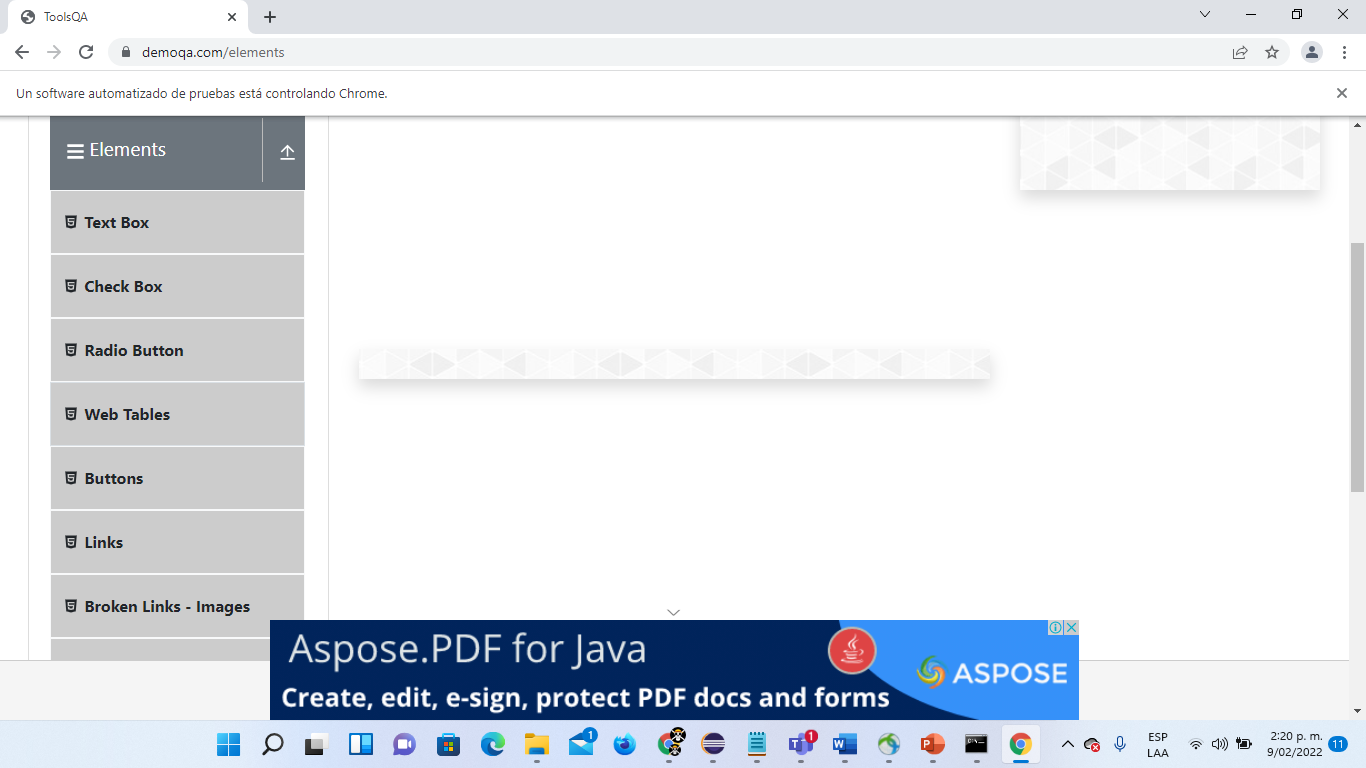 ToolsQA
demoqa.com/elements
Un software automatizado de pruebas está controlando Chrome.
Elements
Text Box
Check Box
Radio Button
Web Tables
Buttons
Links
Broken Links - Images
Aspose.PDF for Java
Create, edit, e-sign, protect PDF docs and forms
ASPOSE
1
1
ESP
LAA
2:20 p. m.
9/02/2022
11